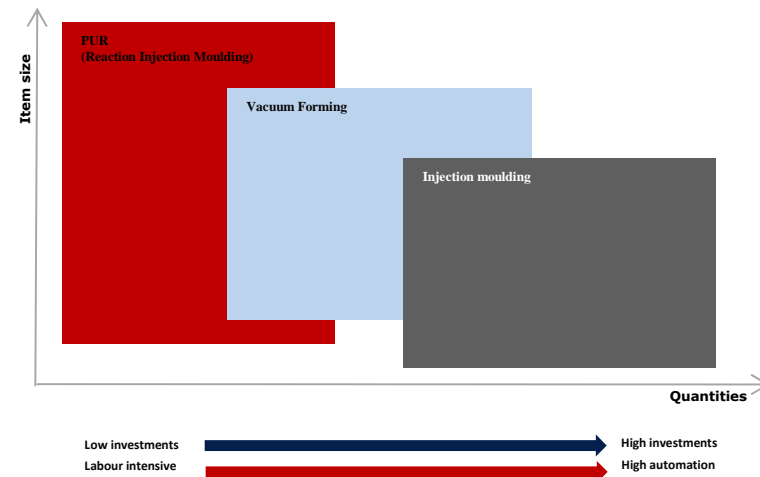 Item size
PUR
(Reaction Injection Moulding)
Vacuum Forming
Injection moulding
Quantities
Low investments
High investments
Labour intensive
High automation